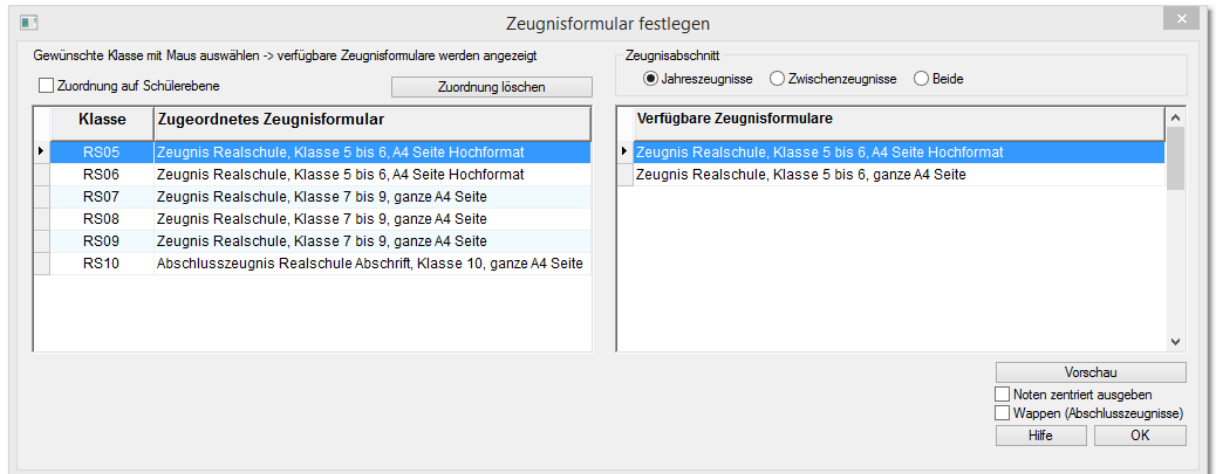 Zeugnisformular festlegen
Gewünschte Klasse mit Maus auswählen -> verfügbare Zeugnisformulare werden angezeigt
Zuordnung auf Schülerebene
Zuordnung löschen
Klasse Zugeordnetes Zeugnisformular
RS05 Zeugnis Realschule, Klasse 5 bis 6, A4 Seite Hochformat
RS06 Zeugnis Realschule, Klasse 5 bis 6, A4 Seite Hochformat
RS07 Zeugnis Realschule, Klasse 7 bis 9, ganze A4 Seite
RS08 Zeugnis Realschule, Klasse 7 bis 9, ganze A4 Seite
RS09 Zeugnis Realschule, Klasse 7 bis 9, ganze A4 Seite
RS10 Abschlusszeugnis Realschule Abschrift, Klasse 10, ganze A4 Seite
Zeugnisabschnitt
Jahreszeugnisse Zwischenzeugnisse Beide
Verfügbare Zeugnisformulare
Zeugnis Realschule, Klasse 5 bis 6, A4 Seite Hochformat
Zeugnis Realschule, Klasse 5 bis 6, ganze A4 Seite
Vorschau
Noten zentriert ausgeben
Wappen (Abschlusszeugnisse)
Hilfe OK